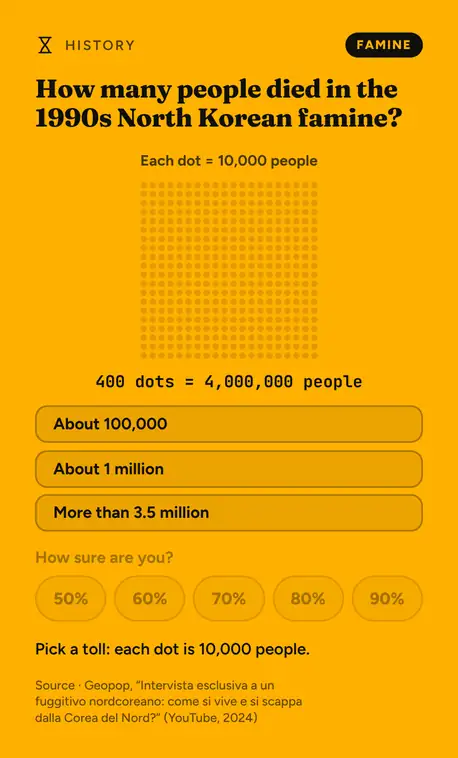 HISTORY
FAMINE
How many people died in the
1990s North Korean famine?
Each dot = 10,000 people
400 dots = 4,000,000 people
About 100,000
About 1 million
More than 3.5 million
How sure are you?
50% 60% 70% 80% 90%
Pick a toll: each dot is 10,000 people.
Source · Geopop, “Intervista esclusiva a un
fuggitivo nordcoreano: come si vive e si scappa
dalla Corea del Nord?” (YouTube, 2024)